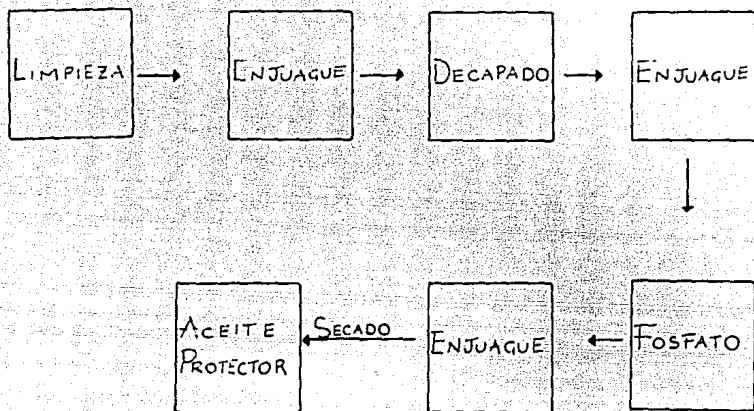 LIMPIEZA
ENJUAGUE
DECAPADO
ENJUAGUE
FOSFATO
ENJUAGUE
SECADO
ACEITE
PROTECTOR